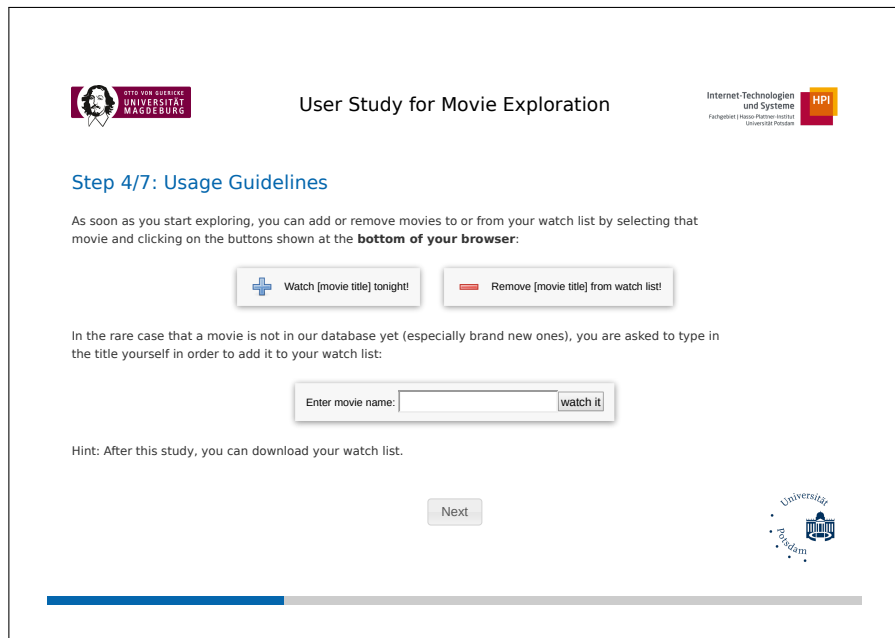 OTTO VON GUERICKE
UNIVERSITÄT
MAGDEBURG
User Study for Movie Exploration
Internet-Technologien
und Systeme
Fachgebiet | Hasso-Plattner-Institut
Universität Potsdam
HPI
Step 4/7: Usage Guidelines
As soon as you start exploring, you can add or remove movies to or from your watch list by selecting that
movie and clicking on the buttons shown at the bottom of your browser:
Watch [movie title] tonight!
Remove [movie title] from watch list!
In the rare case that a movie is not in our database yet (especially brand new ones), you are asked to type in
the title yourself in order to add it to your watch list:
Enter movie name:
watch it
Hint: After this study, you can download your watch list.
Next
Universität
Potsdam